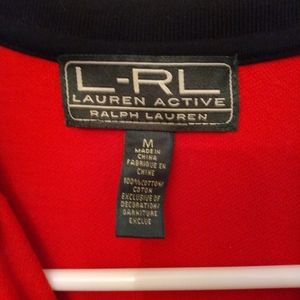 L-RL
LAUREN ACTIVE
RALPH LAUREN
M
MADE IN
CHINA
FABRIQUE EN
CHINE
100% COTTON/
COTON
EXCLUSIVE OF
DECORATION/
GARNITURE
EXCLUE